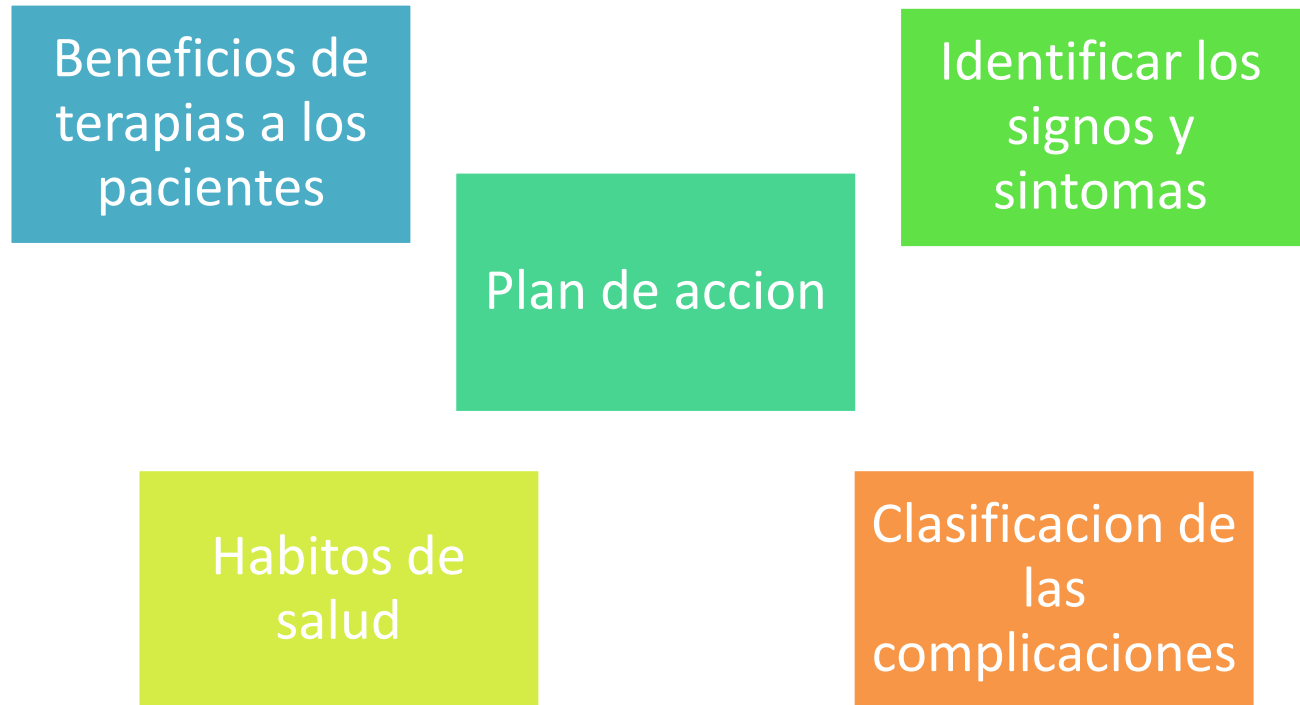 Beneficios de
terapias a los
pacientes
Identificar los
signos y
sintomas
Plan de accion
Habitos de
salud
Clasificacion de
las
complicaciones